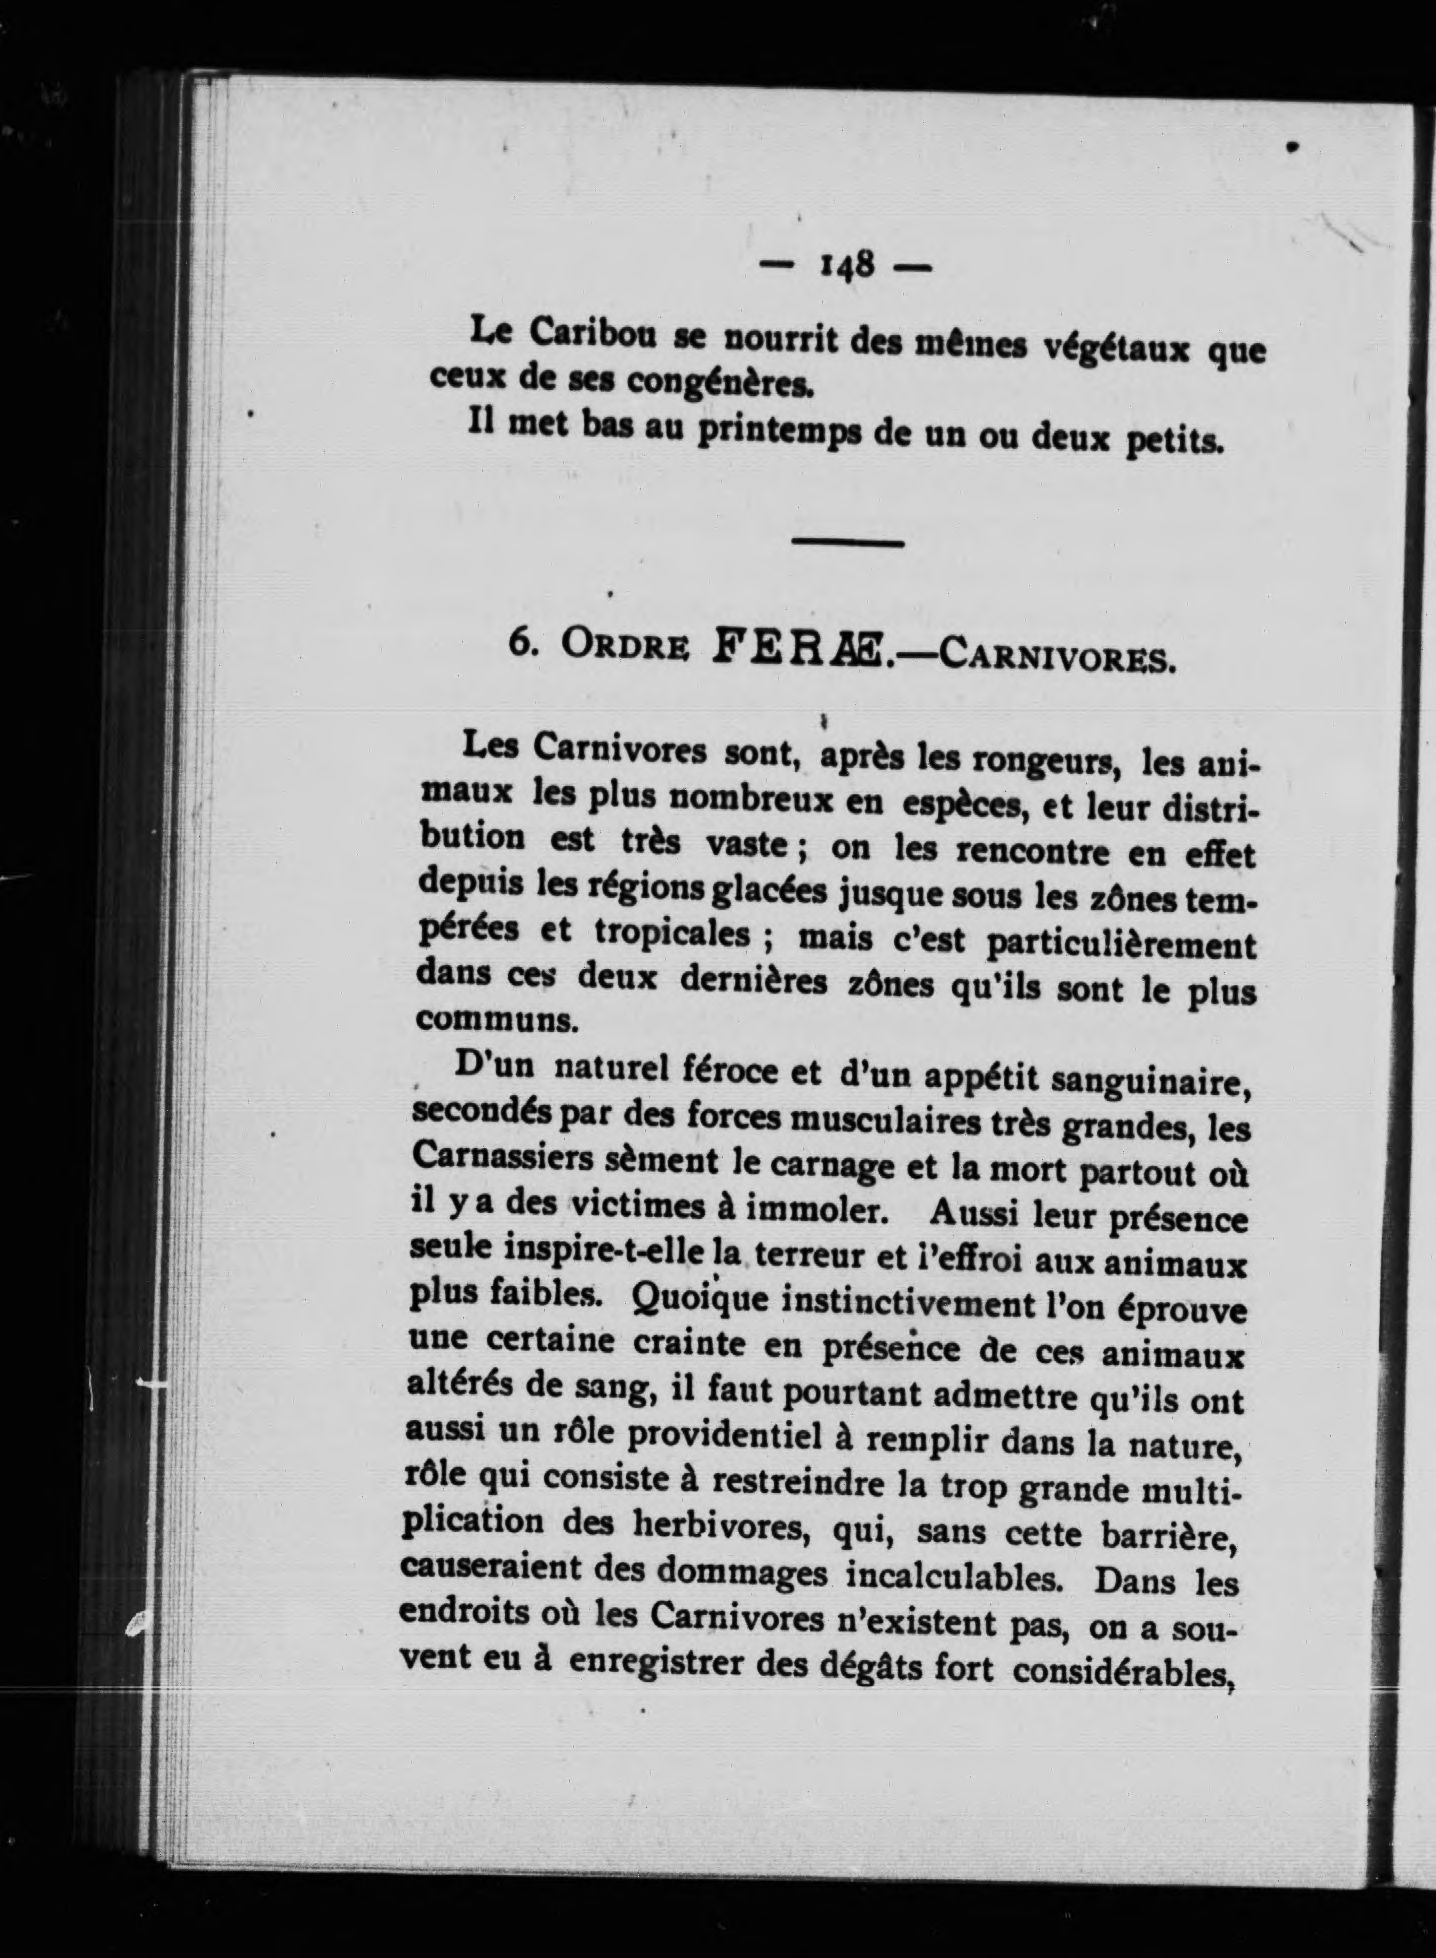 — 148 —
Le Caribou se nourrit des mêmes végétaux que
ceux de ses congénères.
Il met bas au printemps de un ou deux petits.
6. ORDRE FERÆ.—CARNIVORES.
Les Carnivores sont, après les rongeurs, les ani-
maux les plus nombreux en espèces, et leur distri-
bution est très vaste ; on les rencontre en effet
depuis les régions glacées jusque sous les zônes tem-
pérées et tropicales ; mais c'est particulièrement
dans ces deux dernières zônes qu'ils sont le plus
communs.
D'un naturel féroce et d'un appétit sanguinaire,
secondés par des forces musculaires très grandes, les
Carnassiers sèment le carnage et la mort partout où
il y a des victimes à immoler. Aussi leur présence
seule inspire-t-elle la terreur et l'effroi aux animaux
plus faibles. Quoique instinctivement l'on éprouve
une certaine crainte en présence de ces animaux
altérés de sang, il faut pourtant admettre qu'ils ont
aussi un rôle providentiel à remplir dans la nature,
rôle qui consiste à restreindre la trop grande multi-
plication des herbivores, qui, sans cette barrière,
causeraient des dommages incalculables. Dans les
endroits où les Carnivores n'existent pas, on a sou-
vent eu à enregistrer des dégâts fort considérables,